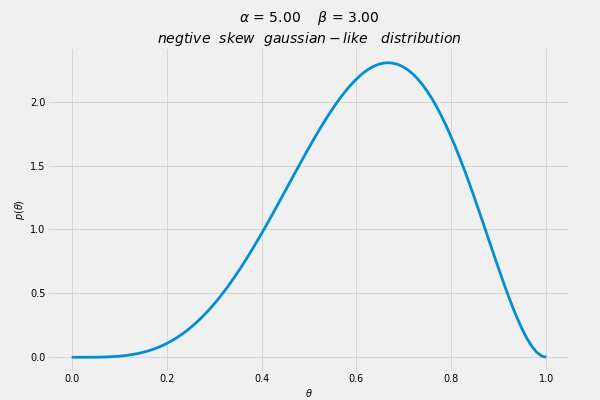 α = 5.00    β = 3.00
negtive  skew  gaussian − like   distribution
2.0
1.5
1.0
0.5
0.0
p(θ)
0.0 0.2 0.4 0.6 0.8 1.0
θ